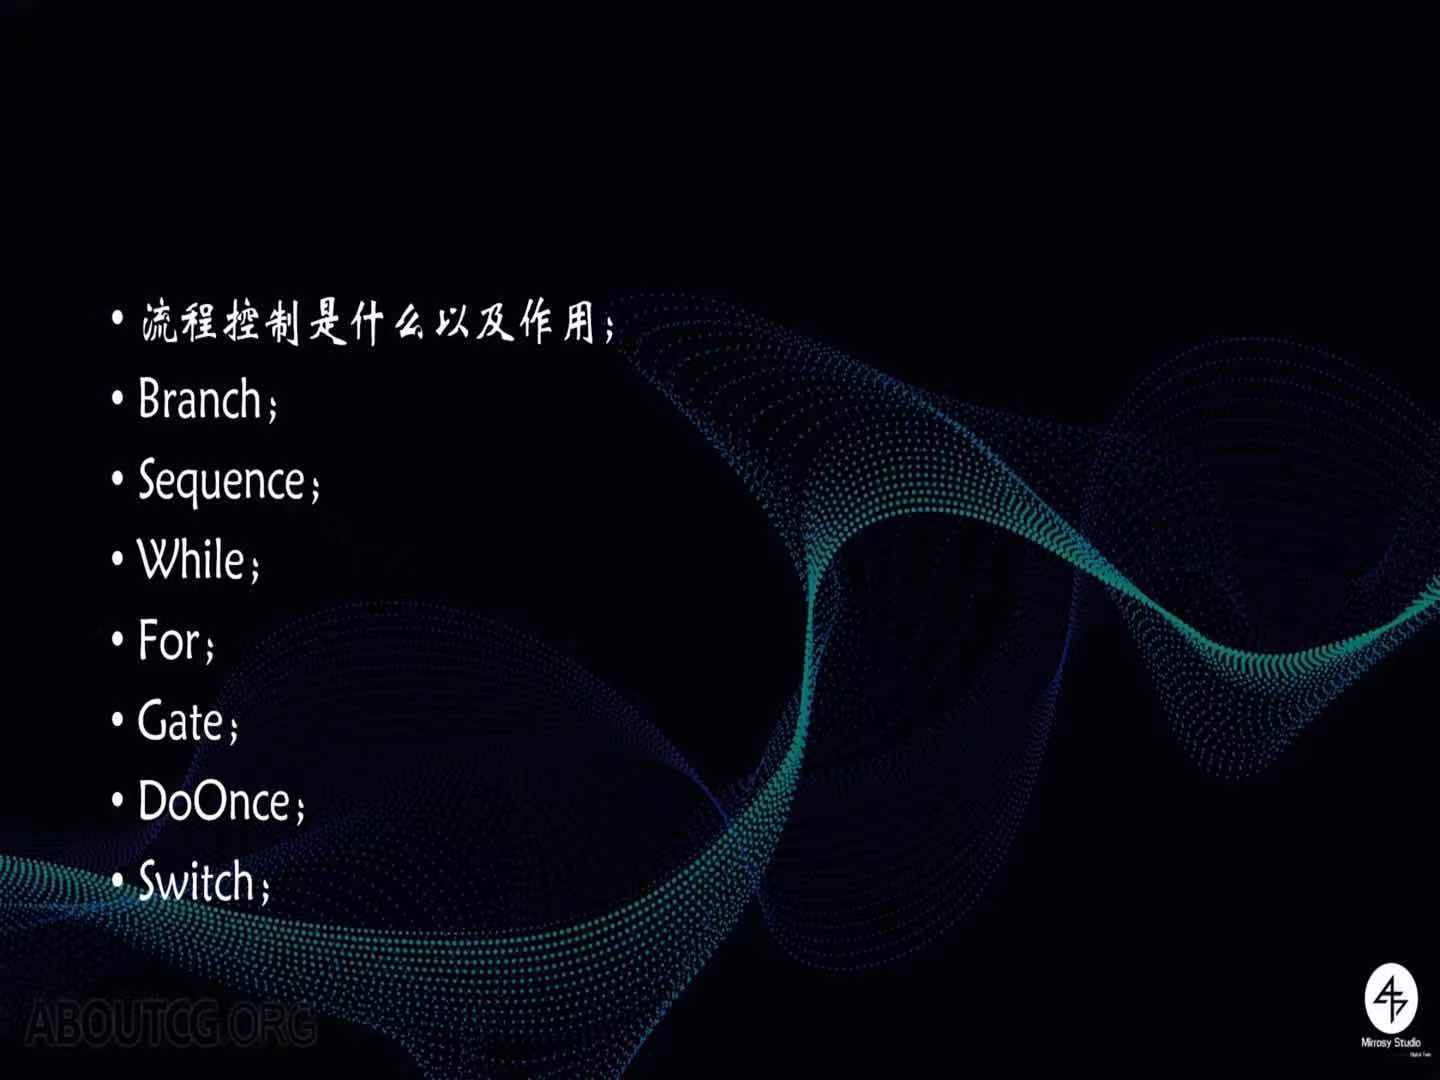 • 流程控制是什么以及作用；
• Branch；
• Sequence；
• While；
• For；
• Gate；
• DoOnce；
• Switch；
ABOUTCG.ORG
Mirrosy Studio